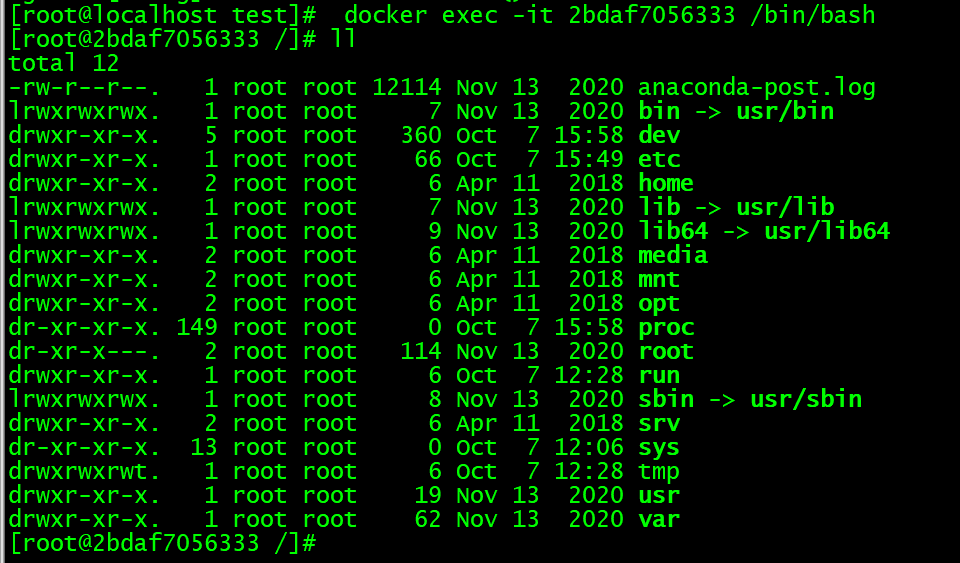 [root@localhost test]#  docker exec -it 2bdaf7056333 /bin/bash
[root@2bdaf7056333 /]# ll
total 12
-rw-r--r--.   1 root root 12114 Nov 13  2020 anaconda-post.log
lrwxrwxrwx.   1 root root     7 Nov 13  2020 bin -> usr/bin
drwxr-xr-x.   5 root root   360 Oct  7 15:58 dev
drwxr-xr-x.   1 root root    66 Oct  7 15:49 etc
drwxr-xr-x.   2 root root     6 Apr 11  2018 home
lrwxrwxrwx.   1 root root     7 Nov 13  2020 lib -> usr/lib
lrwxrwxrwx.   1 root root     9 Nov 13  2020 lib64 -> usr/lib64
drwxr-xr-x.   2 root root     6 Apr 11  2018 media
drwxr-xr-x.   2 root root     6 Apr 11  2018 mnt
drwxr-xr-x.   2 root root     6 Apr 11  2018 opt
dr-xr-xr-x. 149 root root     0 Oct  7 15:58 proc
dr-xr-x---.   2 root root   114 Nov 13  2020 root
drwxr-xr-x.   1 root root     6 Oct  7 12:28 run
lrwxrwxrwx.   1 root root     8 Nov 13  2020 sbin -> usr/sbin
drwxr-xr-x.   2 root root     6 Apr 11  2018 srv
dr-xr-xr-x.  13 root root     0 Oct  7 12:06 sys
drwxrwxrwt.   1 root root     6 Oct  7 12:28 tmp
drwxr-xr-x.   1 root root    19 Nov 13  2020 usr
drwxr-xr-x.   1 root root    62 Nov 13  2020 var
[root@2bdaf7056333 /]#